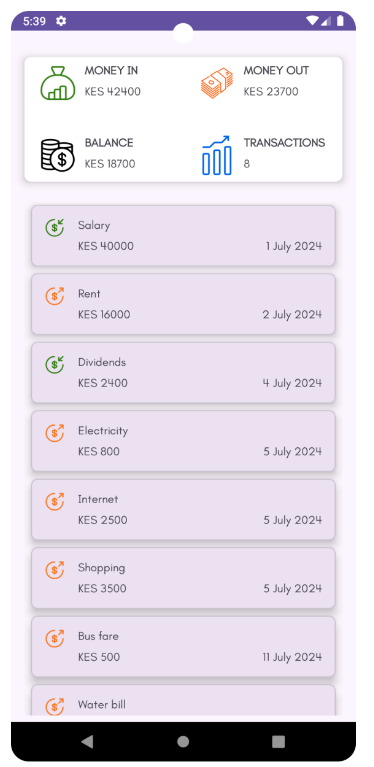 5:39
MONEY IN
KES 42400
MONEY OUT
KES 23700
BALANCE
KES 18700
TRANSACTIONS
8
Salary
KES 40000 1 July 2024
Rent
KES 16000 2 July 2024
Dividends
KES 2400 4 July 2024
Electricity
KES 800 5 July 2024
Internet
KES 2500 5 July 2024
Shopping
KES 3500 5 July 2024
Bus fare
KES 500 11 July 2024
Water bill